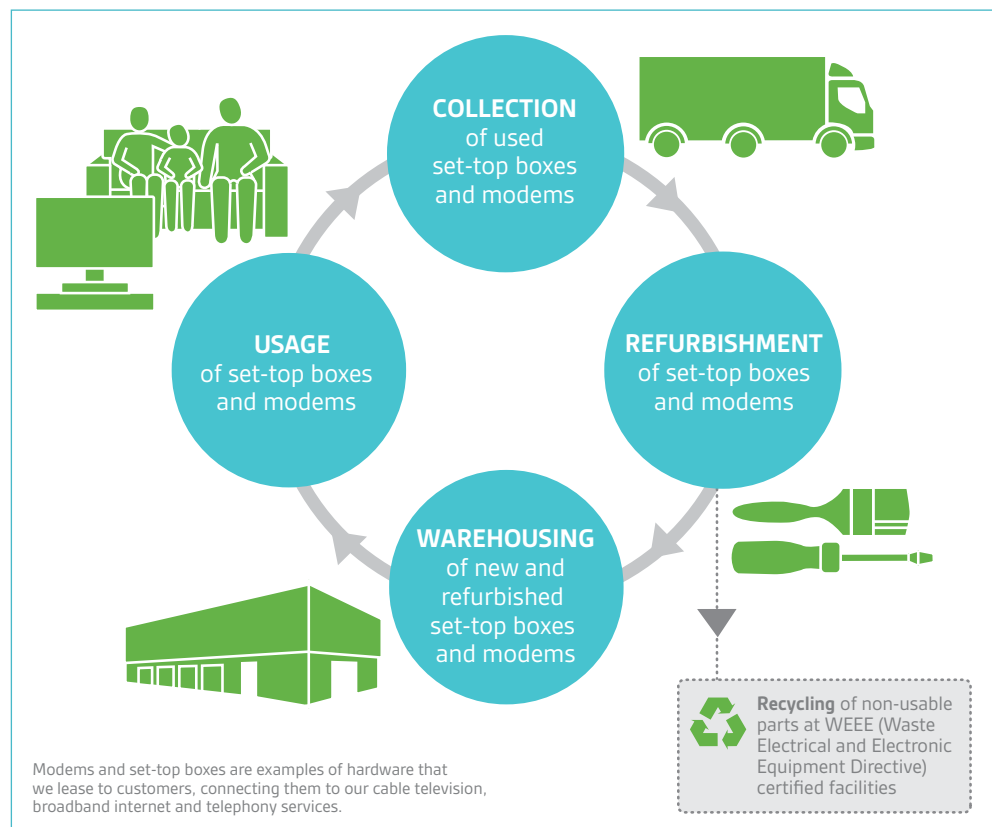 COLLECTION
of used
set-top boxes
and modems
USAGE
of set-top boxes
and modems
REFURBISHMENT
of set-top boxes
and modems
WAREHOUSING
of new and
refurbished
set-top boxes
and modems
Recycling of non-usable
parts at WEEE (Waste
Electrical and Electronic
Equipment Directive)
certified facilities
Modems and set-top boxes are examples of hardware that
we lease to customers, connecting them to our cable television,
broadband internet and telephony services.